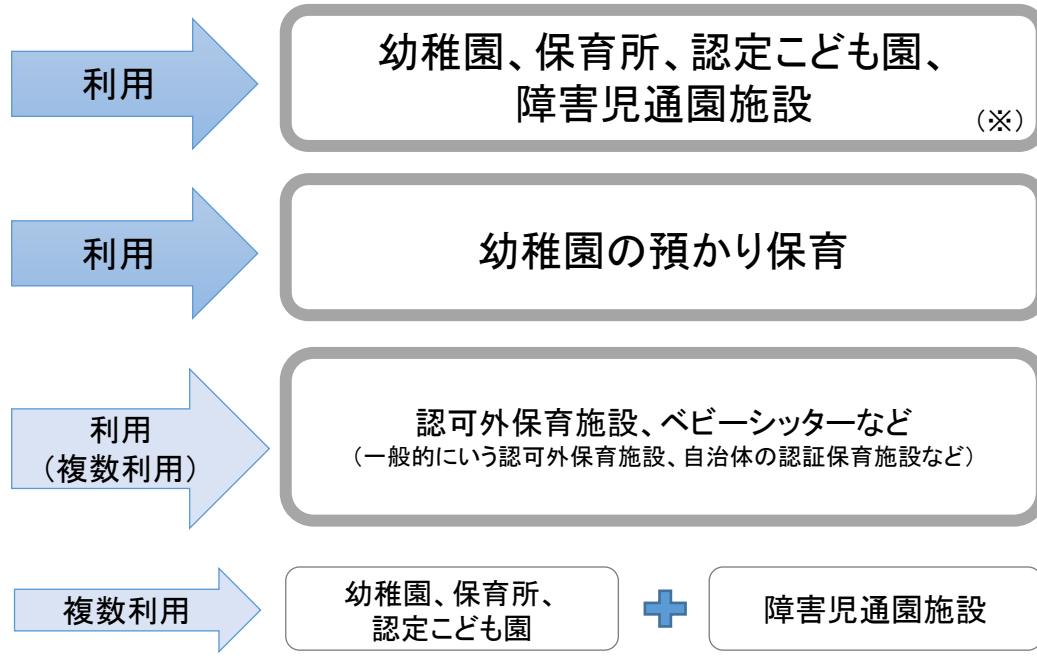 利用
幼稚園、保育所、認定こども園、
障害児通園施設
（※）
利用
幼稚園の預かり保育
利用
（複数利用）
認可外保育施設、ベビーシッターなど
（一般的にいう認可外保育施設、自治体の認証保育施設など）
複数利用
幼稚園、保育所、
認定こども園
障害児通園施設